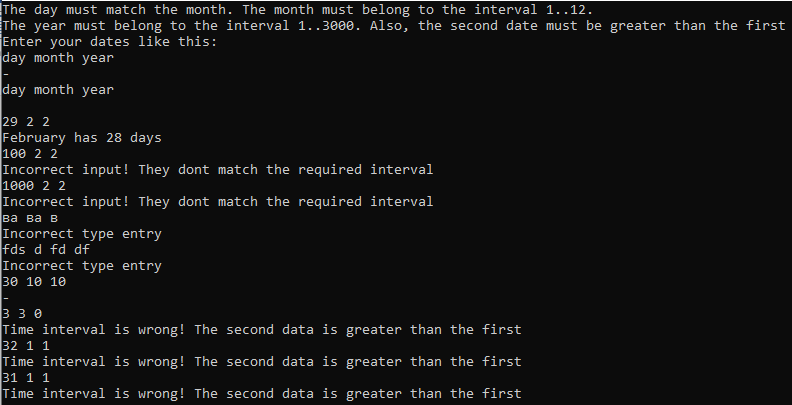 The day must match the month. The month must belong to the interval 1..12.
The year must belong to the interval 1..3000. Also, the second date must be greater than the first
Enter your dates like this:
day month year
-
day month year
29 2 2
February has 28 days
100 2 2
Incorrect input! They dont match the required interval
1000 2 2
Incorrect input! They dont match the required interval
ва ва в
Incorrect type entry
fds d fd df
Incorrect type entry
30 10 10
-
3 3 0
Time interval is wrong! The second data is greater than the first
32 1 1
Time interval is wrong! The second data is greater than the first
31 1 1
Time interval is wrong! The second data is greater than the first